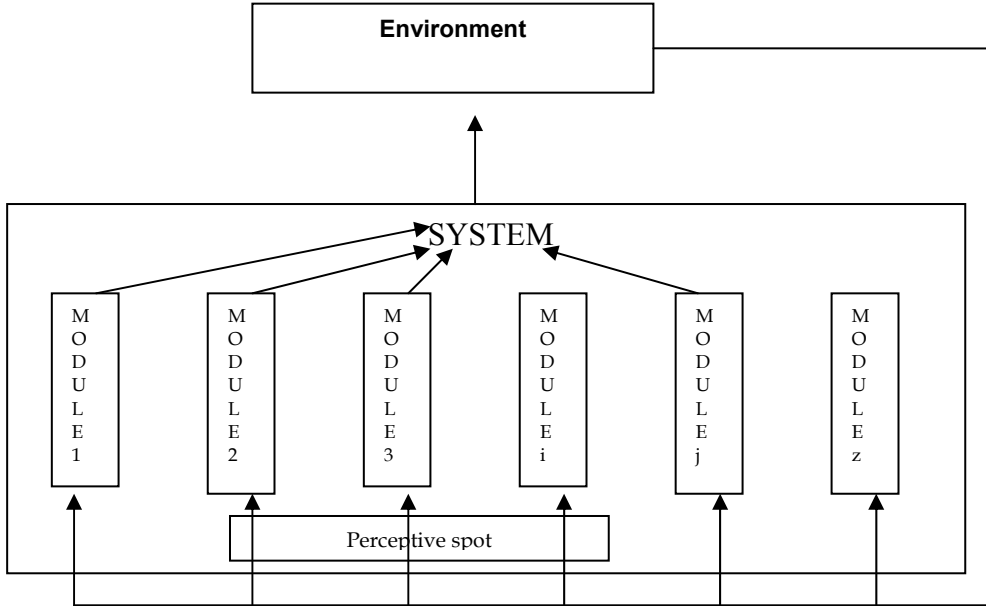 Environment
SYSTEM
MODULE1
MODULE2
MODULE3
MODULEi
MODULEj
MODULEz
Perceptive spot